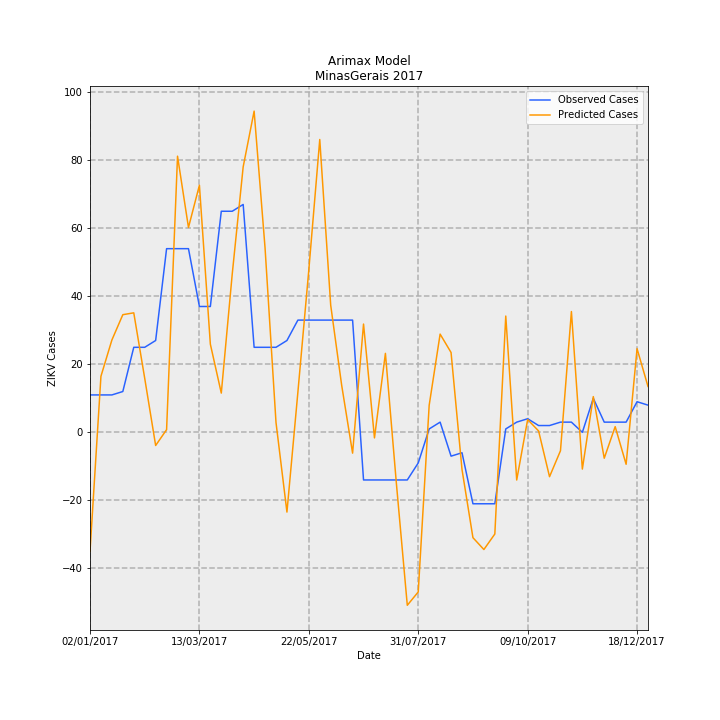 Arimax Model
MinasGerais 2017
Observed Cases
Predicted Cases
ZIKV Cases
100
80
60
40
20
0
−20
−40
02/01/2017 13/03/2017 22/05/2017 31/07/2017 09/10/2017 18/12/2017
Date